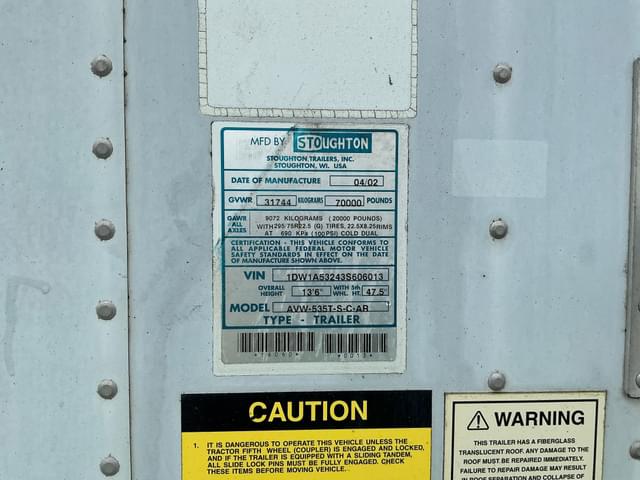 MFD BY STOUGHTON
STOUGHTON TRAILERS, INC.
STOUGHTON, WI. USA
DATE OF MANUFACTURE 04/02
GVWR 31744 KILOGRAMS ( 70000 POUNDS
GAWR ALL AXLES
9072 KILOGRAMS ( 20000 POUNDS)
WITH 295/75R22.5 (G) TIRES, 22.5X8.25 RIMS
AT 690 KPa (100PSI) COLD DUAL
CERTIFICATION - THIS VEHICLE CONFORMS TO
ALL APPLICABLE FEDERAL MOTOR VEHICLE
SAFETY STANDARDS IN EFFECT ON THE DATE
OF MANUFACTURE SHOWN ABOVE.
VIN 1DW1A53243S606013
OVERALL HEIGHT 13'6" WITH 5th WHL. HT. 47.5"
MODEL AVW-535T-S-C-AR
TYPE - TRAILER
*0013*
CAUTION
1. IT IS DANGEROUS TO OPERATE THIS VEHICLE UNLESS THE
TRACTOR FIFTH WHEEL (COUPLER) IS ENGAGED AND LOCKED,
AND IF THE TRAILER IS EQUIPPED WITH A SLIDING TANDEM,
ALL SLIDE LOCK PINS MUST BE FULLY ENGAGED. CHECK
THESE ITEMS BEFORE MOVING VEHICLE.
WARNING
THIS TRAILER HAS A FIBERGLASS
TRANSLUCENT ROOF. ANY DAMAGE TO THE
ROOF MUST BE REPAIRED IMMEDIATELY.
FAILURE TO REPAIR DAMAGE MAY RESULT
IN ROOF SEPARATION AND COLLAPSE OF